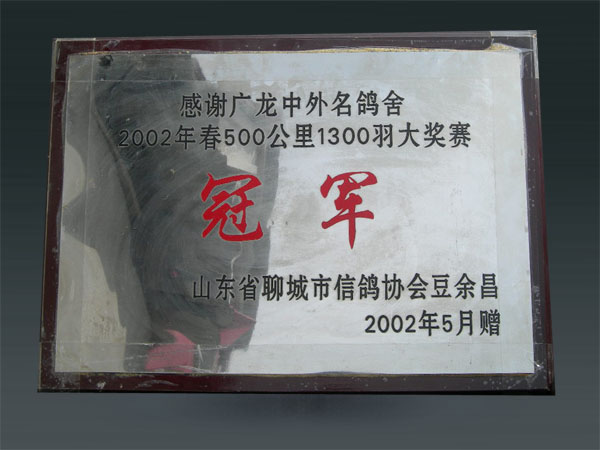 感谢广龙中外名鸽舍
2002年春500公里1300羽大奖赛
冠军
山东省聊城市信鸽协会豆余昌
2002年5月赠